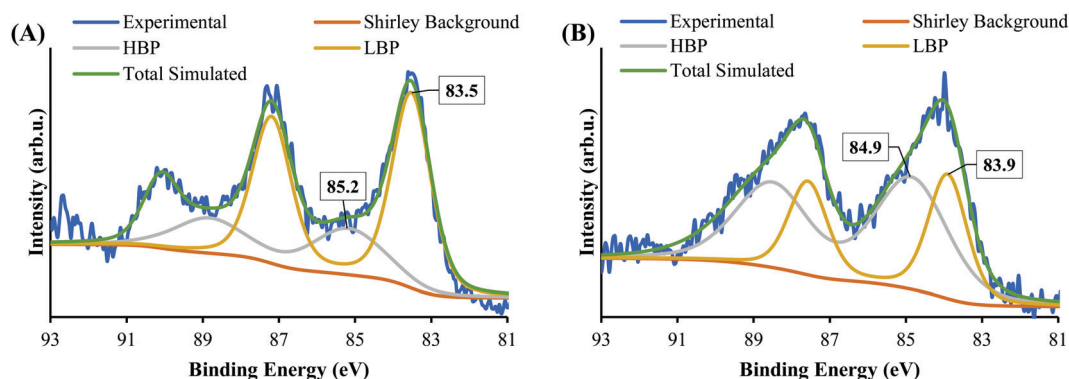 (A)
Experimental
Shirley Background
HBP
LBP
Total Simulated
83.5
85.2
Intensity (arb.u.)
93 91 89 87 85 83 81
Binding Energy (eV)
(B)
Experimental
Shirley Background
HBP
LBP
Total Simulated
84.9
83.9
Intensity (arb.u.)
93 91 89 87 85 83 81
Binding Energy (eV)